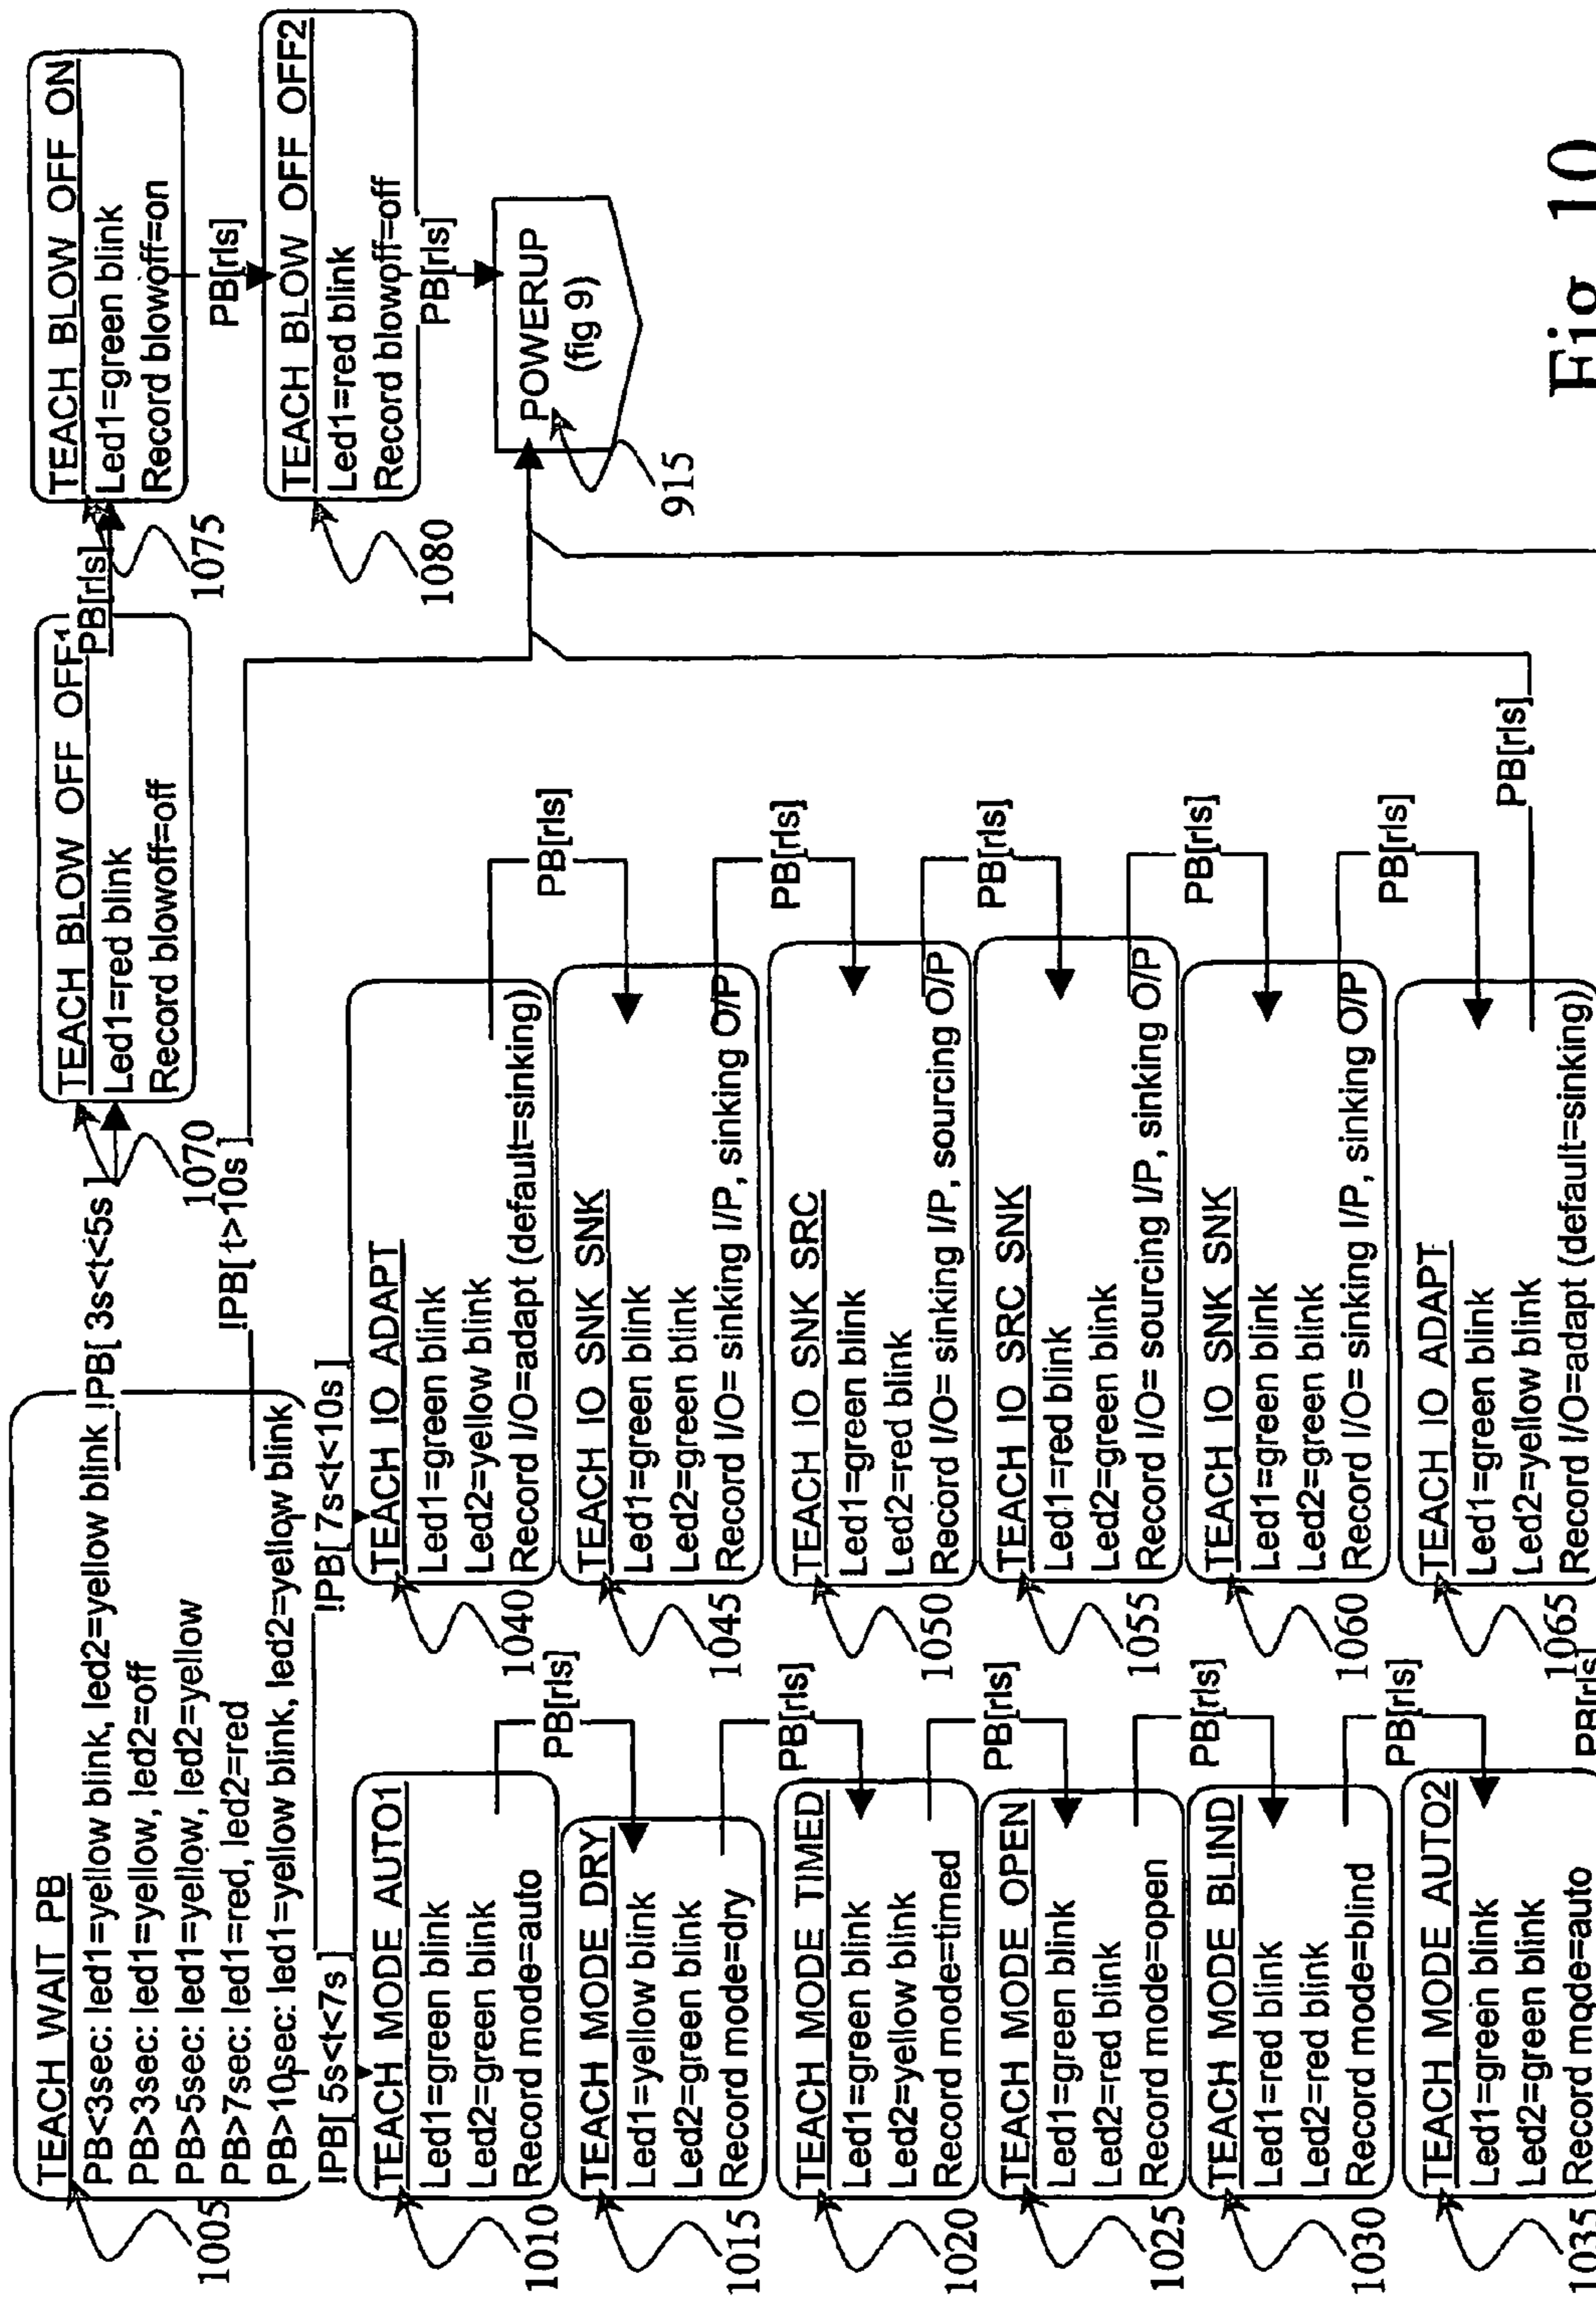 TEACH WAIT PB
PB<3sec: led1=yellow blink, led2=yellow blink
PB>3sec: led1=yellow, led2=off
PB>5sec: led1=yellow, led2=yellow
PB>7sec: led1=red, led2=red
PB>10sec: led1=yellow blink, led2=yellow blink
1005
!PB[ 3s<t<5s ]
!PB[ t>10s ]
!PB[ 5s<t<7s ]
!PB[ 7s<t<10s ]
TEACH BLOW OFF OFF1
Led1=red blink
Record blowoff=off
1070
PB[rls]
TEACH BLOW OFF ON
Led1=green blink
Record blowoff=on
1075
PB[rls]
TEACH BLOW OFF OFF2
Led1=red blink
Record blowoff=off
1080
PB[rls]
POWERUP
(fig 9)
915
TEACH MODE AUTO1
Led1=green blink
Led2=green blink
Record mode=auto
1010
PB[rls]
TEACH MODE DRY
Led1=yellow blink
Led2=green blink
Record mode=dry
1015
PB[rls]
TEACH MODE TIMED
Led1=green blink
Led2=yellow blink
Record mode=timed
1020
PB[rls]
TEACH MODE OPEN
Led1=green blink
Led2=red blink
Record mode=open
1025
PB[rls]
TEACH MODE BLIND
Led1=red blink
Led2=red blink
Record mode=blind
1030
PB[rls]
TEACH MODE AUTO2
Led1=green blink
Led2=green blink
Record mode=auto
1035
PB[rls]
TEACH IO ADAPT
Led1=green blink
Led2=yellow blink
Record I/O=adapt (default=sinking)
1040
PB[rls]
TEACH IO SNK SNK
Led1=green blink
Led2=green blink
Record I/O= sinking I/P, sinking O/P
1045
PB[rls]
TEACH IO SNK SRC
Led1=green blink
Led2=red blink
Record I/O= sinking I/P, sourcing O/P
1050
PB[rls]
TEACH IO SRC SNK
Led1=red blink
Led2=green blink
Record I/O= sourcing I/P, sinking O/P
1055
PB[rls]
TEACH IO SNK SNK
Led1=green blink
Led2=green blink
Record I/O= sinking I/P, sinking O/P
1060
PB[rls]
TEACH IO ADAPT
Led1=green blink
Led2=yellow blink
Record I/O=adapt (default=sinking)
1065
PB[rls]
Fig 10